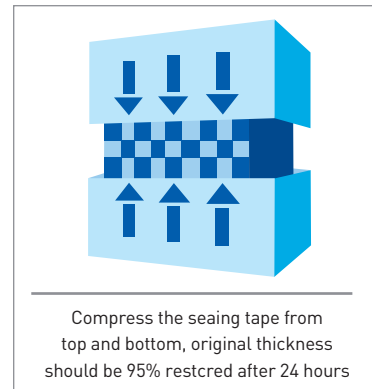 Compress the seaing tape from
top and bottom, original thickness
should be 95% restcred after 24 hours